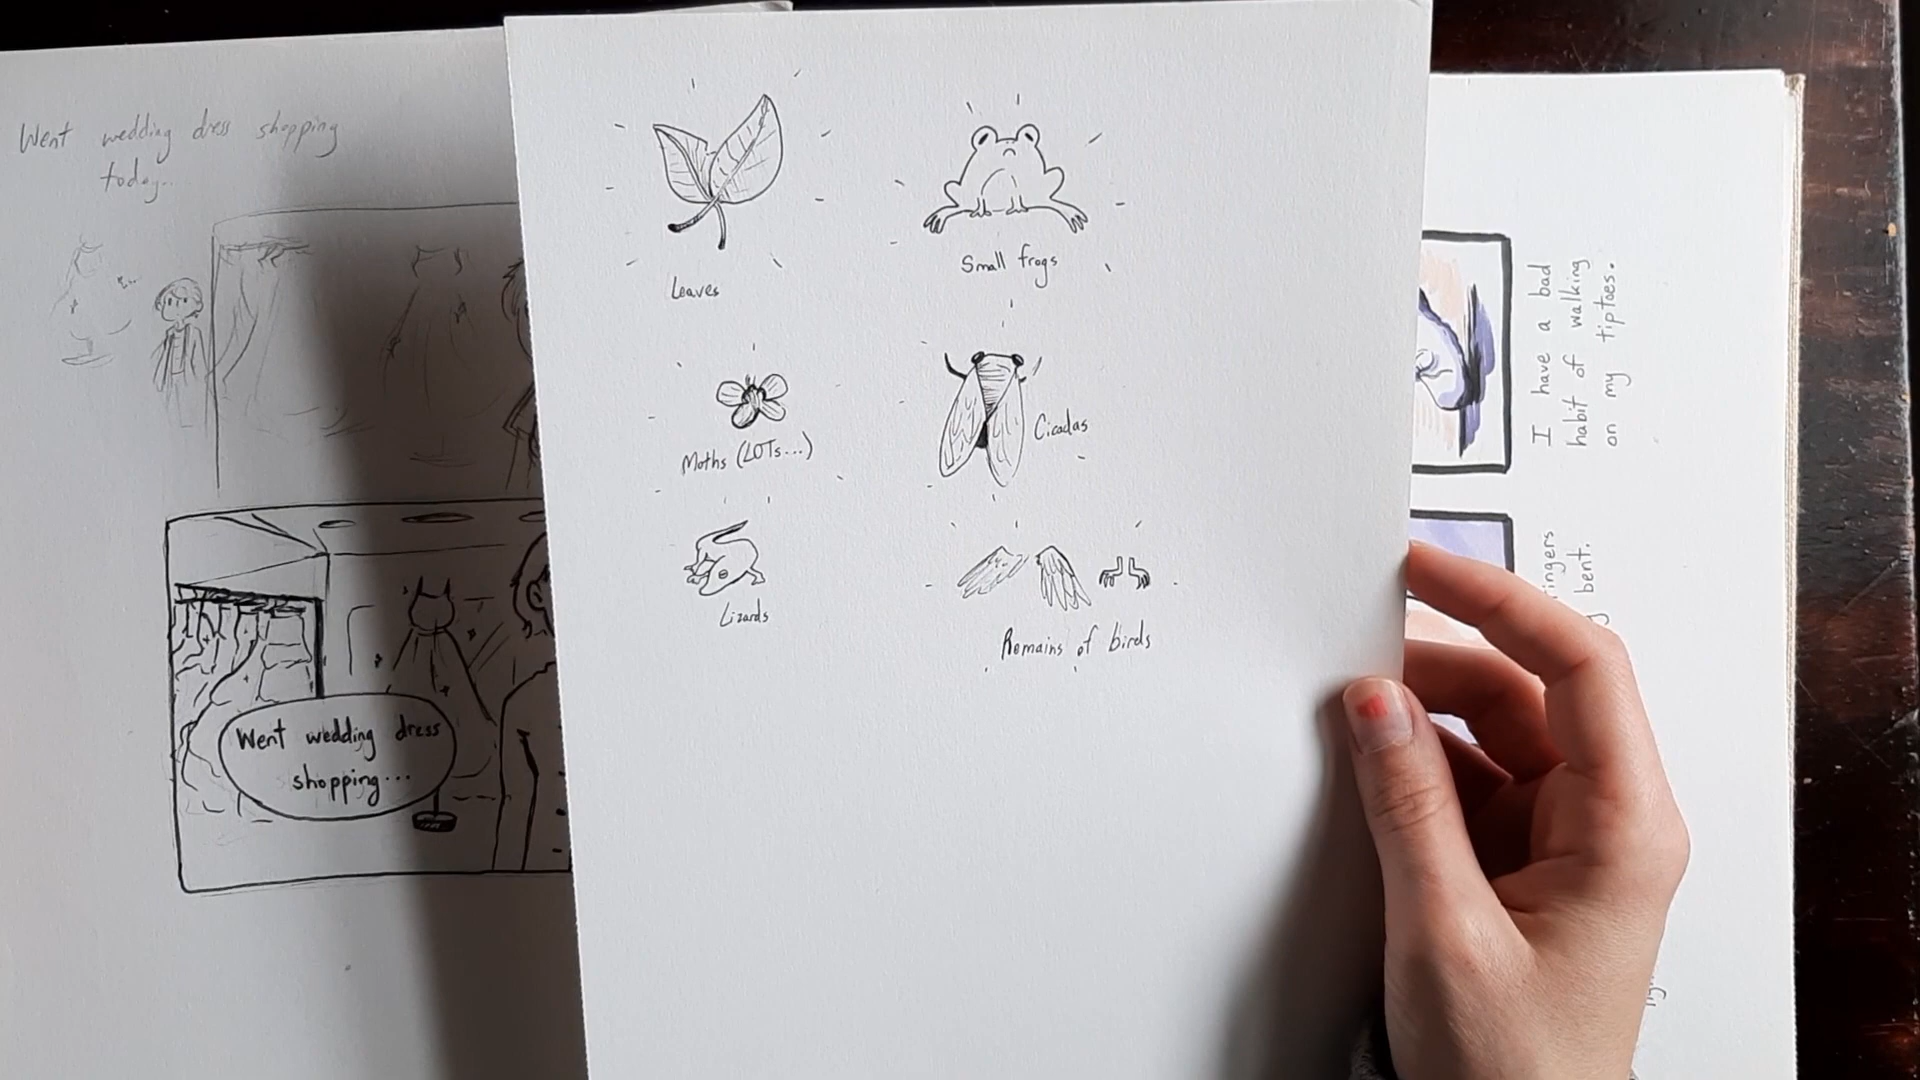 Went wedding dress shopping
today...
Went wedding dress
shopping...
Leaves
Small frogs
Moths (LOTs...)
Cicadas
Lizards
Remains of birds
I have a bad
habit of walking
on my tiptoes.
bent.